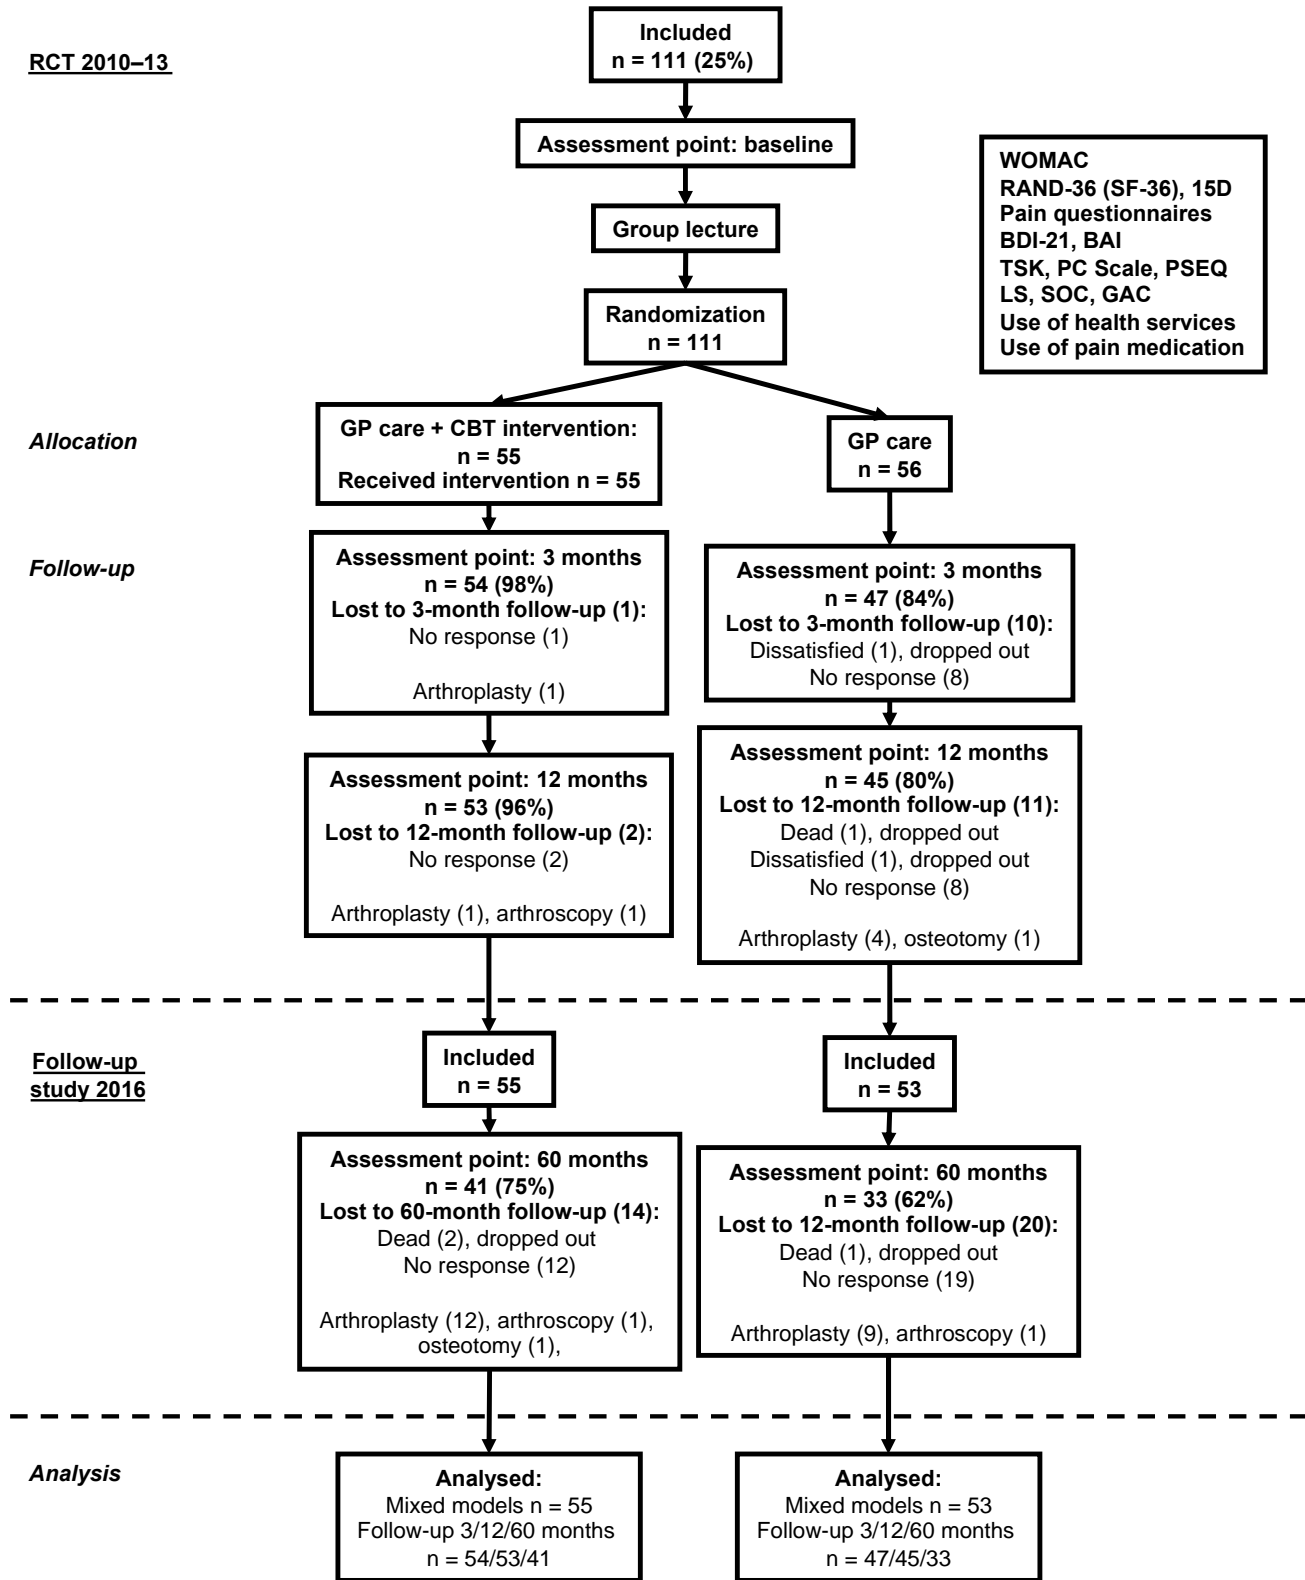 RCT 2010–13
Included
n = 111 (25%)
Assessment point: baseline
Group lecture
Randomization
n = 111
WOMAC
RAND-36 (SF-36), 15D
Pain questionnaires
BDI-21, BAI
TSK, PC Scale, PSEQ
LS, SOC, GAC
Use of health services
Use of pain medication
Allocation
GP care + CBT intervention:
n = 55
Received intervention n = 55
GP care
n = 56
Follow-up
Assessment point: 3 months
n = 54 (98%)
Lost to 3-month follow-up (1):
No response (1)
Arthroplasty (1)
Assessment point: 3 months
n = 47 (84%)
Lost to 3-month follow-up (10):
Dissatisfied (1), dropped out
No response (8)
Assessment point: 12 months
n = 53 (96%)
Lost to 12-month follow-up (2):
No response (2)
Arthroplasty (1), arthroscopy (1)
Assessment point: 12 months
n = 45 (80%)
Lost to 12-month follow-up (11):
Dead (1), dropped out
Dissatisfied (1), dropped out
No response (8)
Arthroplasty (4), osteotomy (1)
Follow-up
study 2016
Included
n = 55
Included
n = 53
Assessment point: 60 months
n = 41 (75%)
Lost to 60-month follow-up (14):
Dead (2), dropped out
No response (12)
Arthroplasty (12), arthroscopy (1),
osteotomy (1),
Assessment point: 60 months
n = 33 (62%)
Lost to 12-month follow-up (20):
Dead (1), dropped out
No response (19)
Arthroplasty (9), arthroscopy (1)
Analysis
Analysed:
Mixed models n = 55
Follow-up 3/12/60 months
n = 54/53/41
Analysed:
Mixed models n = 53
Follow-up 3/12/60 months
n = 47/45/33